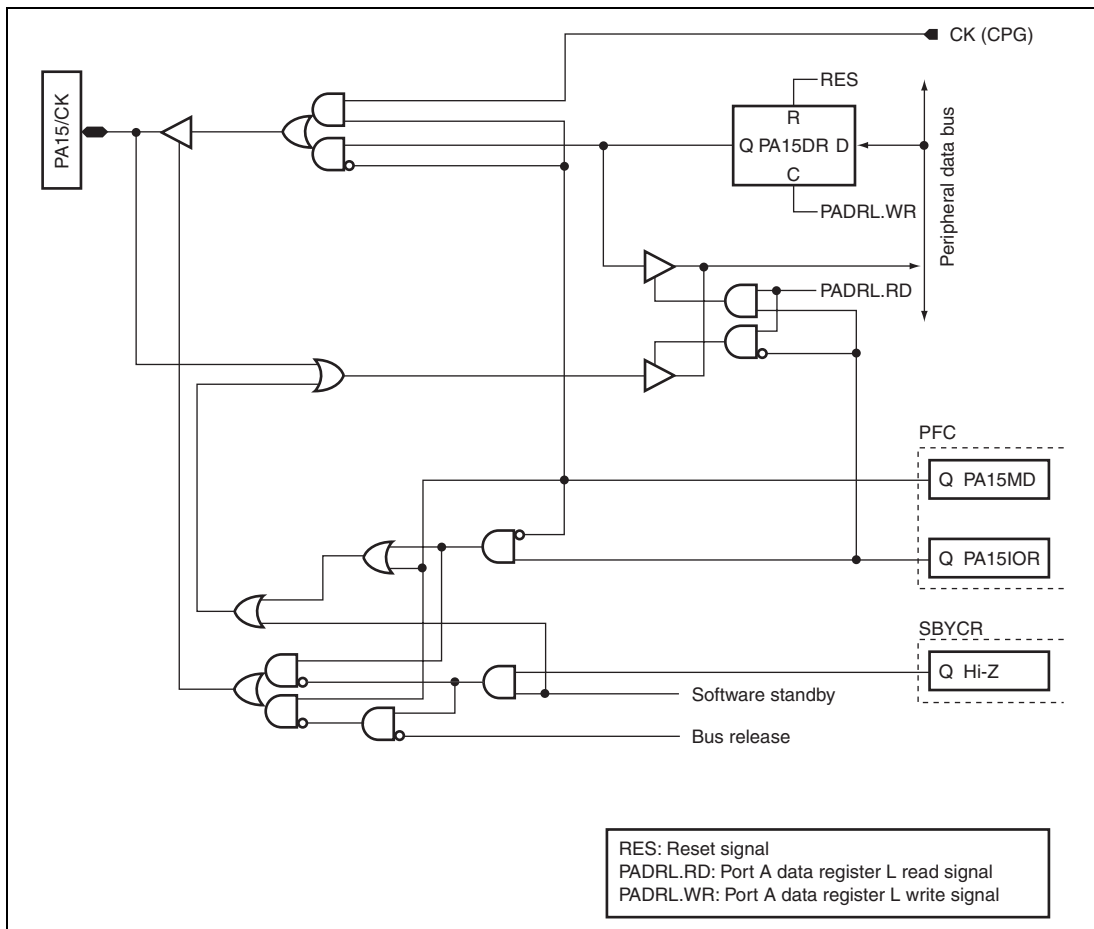 CK (CPG)
PA15/CK
RES
R
Q PA15DR D
C
PADRL.WR
Peripheral data bus
PADRL.RD
PFC
Q PA15MD
Q PA15IOR
SBYCR
Q Hi-Z
Software standby
Bus release
RES: Reset signal
PADRL.RD: Port A data register L read signal
PADRL.WR: Port A data register L write signal